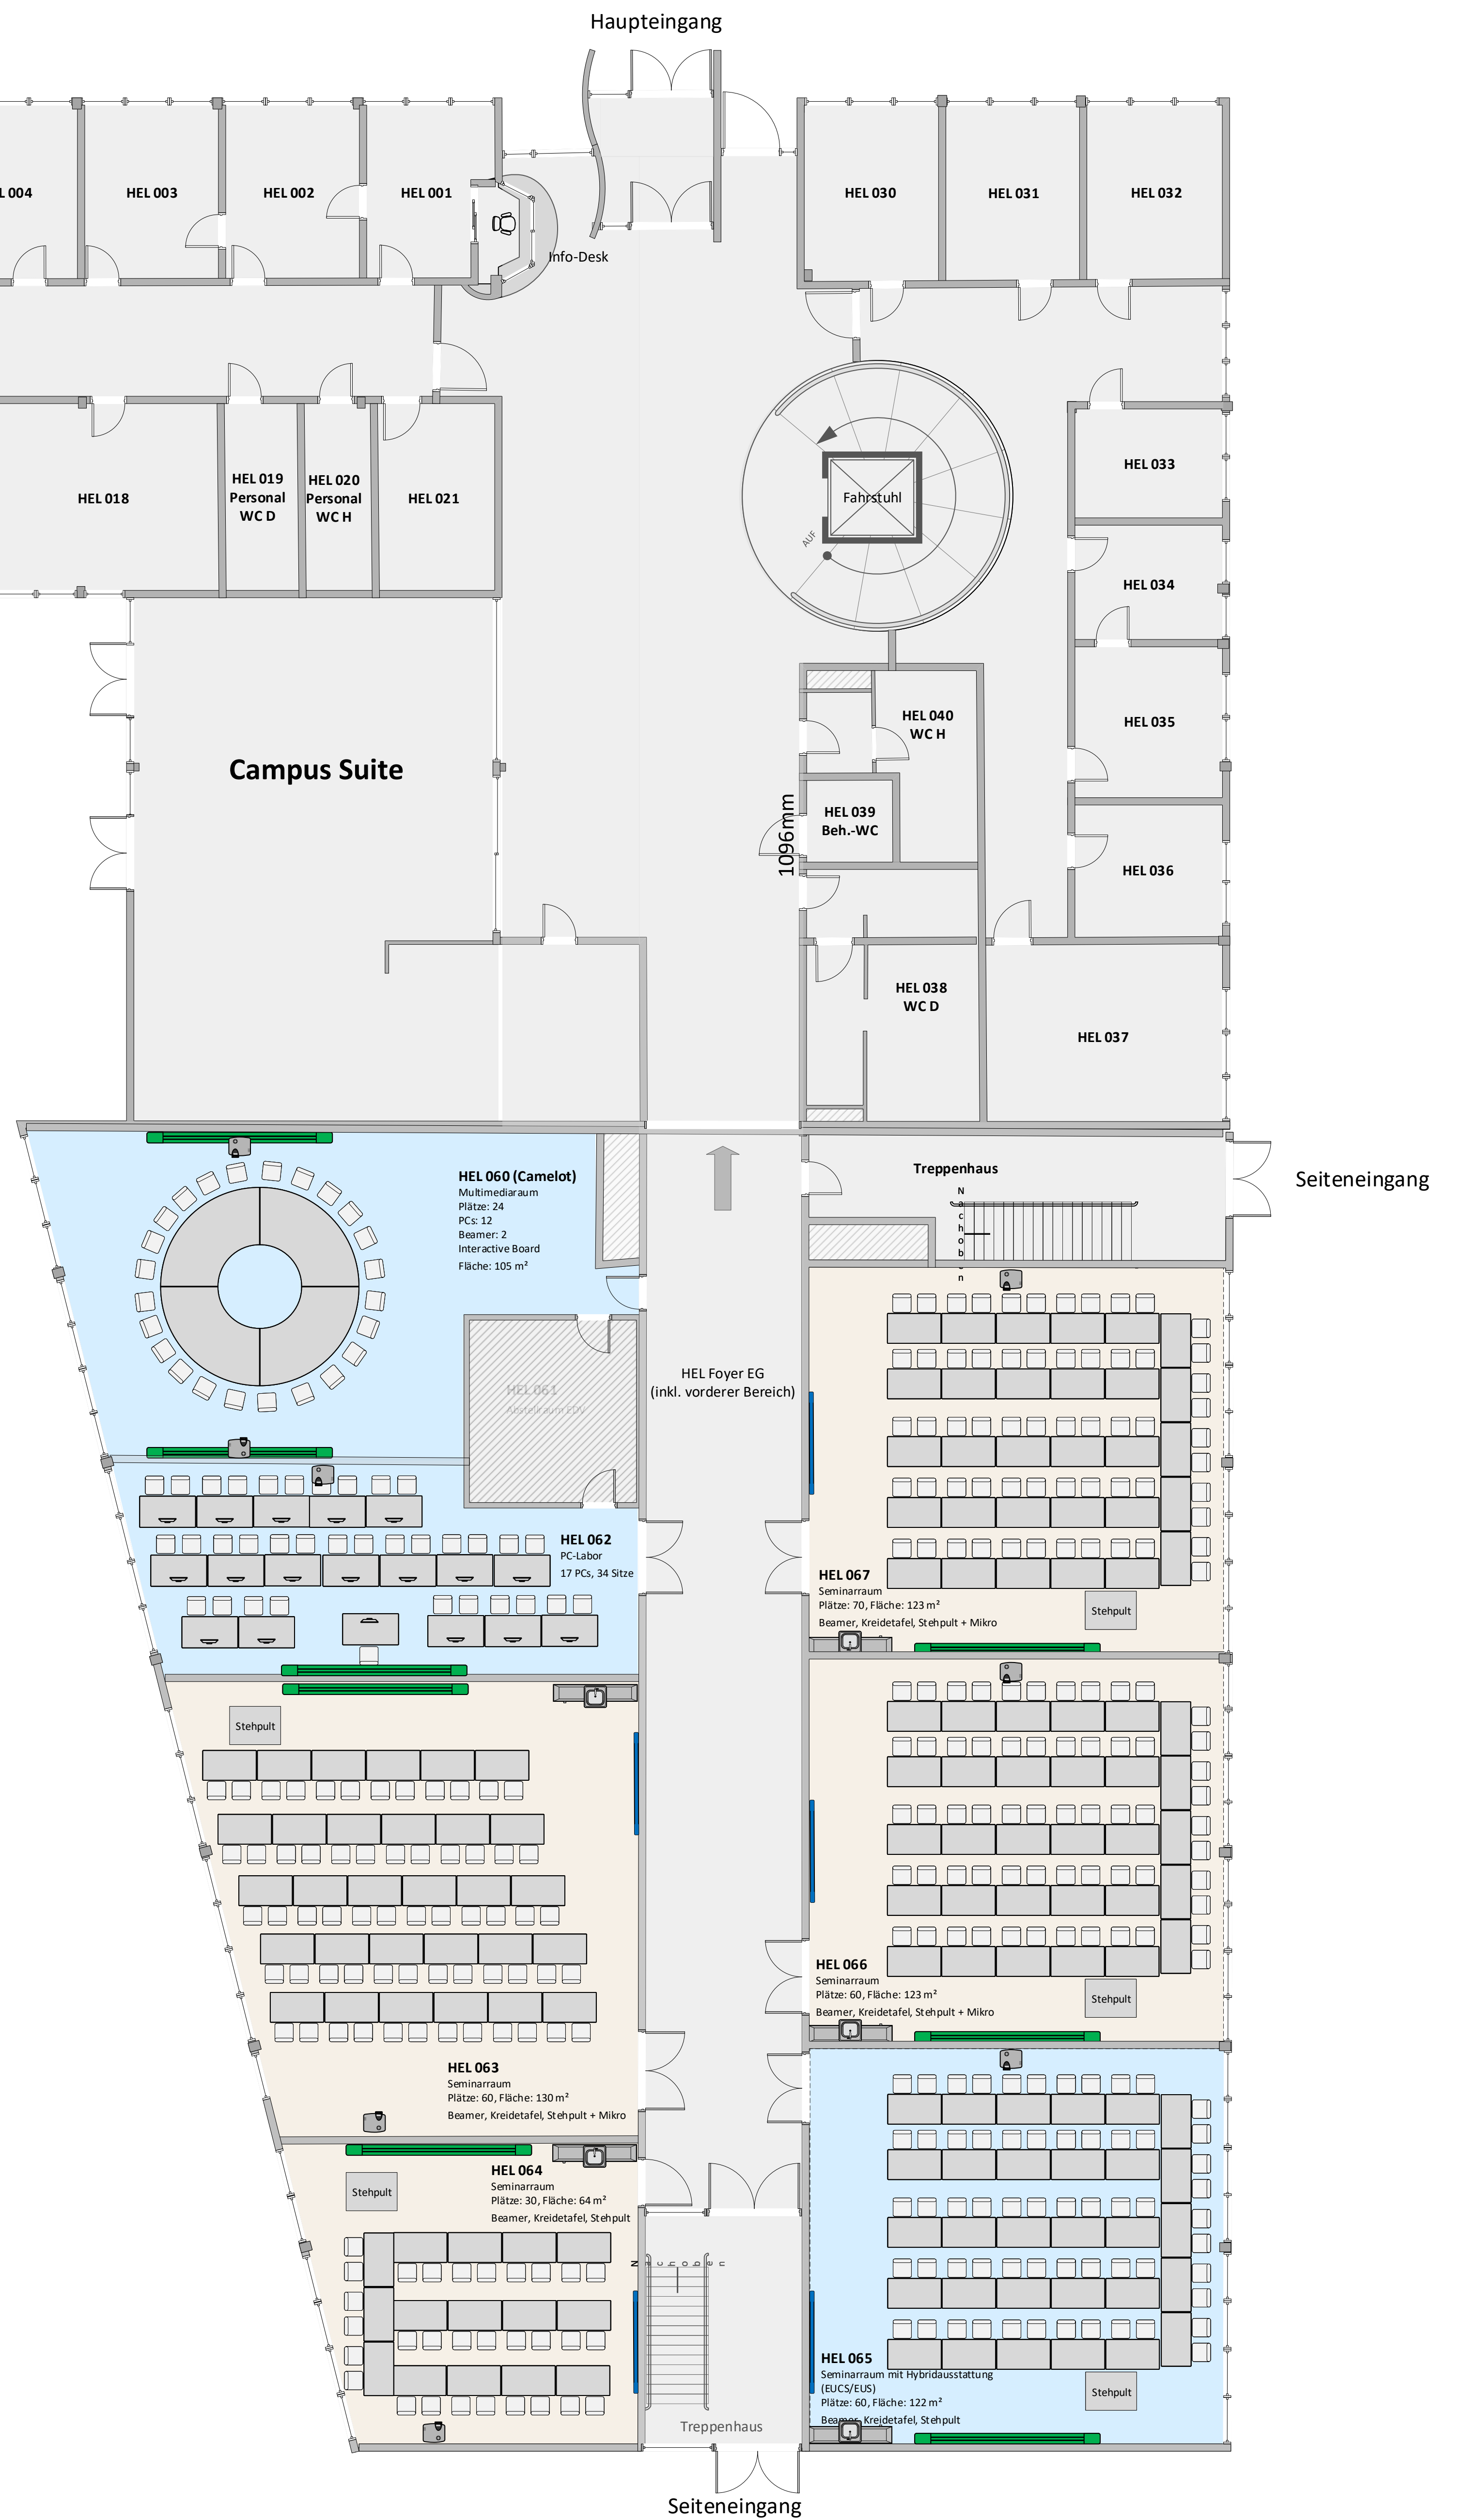 Haupteingang
L 004
HEL 003
HEL 002
HEL 001
Info-Desk
HEL 030
HEL 031
HEL 032
HEL 018
HEL 019
Personal
WC D
HEL 020
Personal
WC H
HEL 021
Fahrstuhl
AUF
HEL 033
HEL 034
HEL 035
HEL 036
HEL 037
HEL 040
WC H
HEL 039
Beh.-WC
1096mm
HEL 038
WC D
Campus Suite
Treppenhaus
Nachoben
Seiteneingang
HEL 060 (Camelot)
Multimediaraum
Plätze: 24
PCs: 12
Beamer: 2
Interactive Board
Fläche: 105 m²
HEL 061
Abstellraum EDV
HEL Foyer EG
(inkl. vorderer Bereich)
HEL 062
PC-Labor
17 PCs, 34 Sitze
HEL 067
Seminarraum
Plätze: 70, Fläche: 123 m²
Beamer, Kreidetafel, Stehpult + Mikro
Stehpult
Stehpult
HEL 063
Seminarraum
Plätze: 60, Fläche: 130 m²
Beamer, Kreidetafel, Stehpult + Mikro
HEL 066
Seminarraum
Plätze: 60, Fläche: 123 m²
Beamer, Kreidetafel, Stehpult + Mikro
Stehpult
HEL 064
Seminarraum
Plätze: 30, Fläche: 64 m²
Beamer, Kreidetafel, Stehpult
Stehpult
Nachoben
Treppenhaus
HEL 065
Seminarraum mit Hybridausstattung
(EUCS/EUS)
Plätze: 60, Fläche: 122 m²
Beamer, Kreidetafel, Stehpult
Stehpult
Seiteneingang